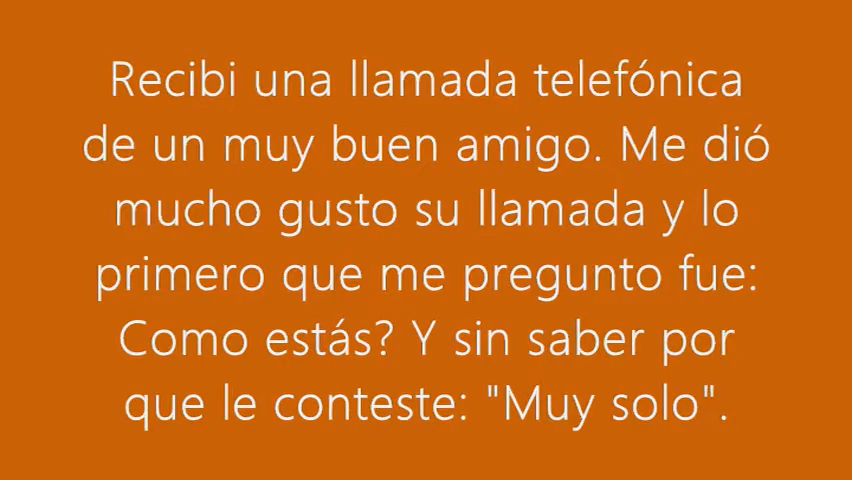 Recibi una llamada telefónica
de un muy buen amigo. Me dió
mucho gusto su llamada y lo
primero que me pregunto fue:
Como estás? Y sin saber por
que le conteste: "Muy solo".